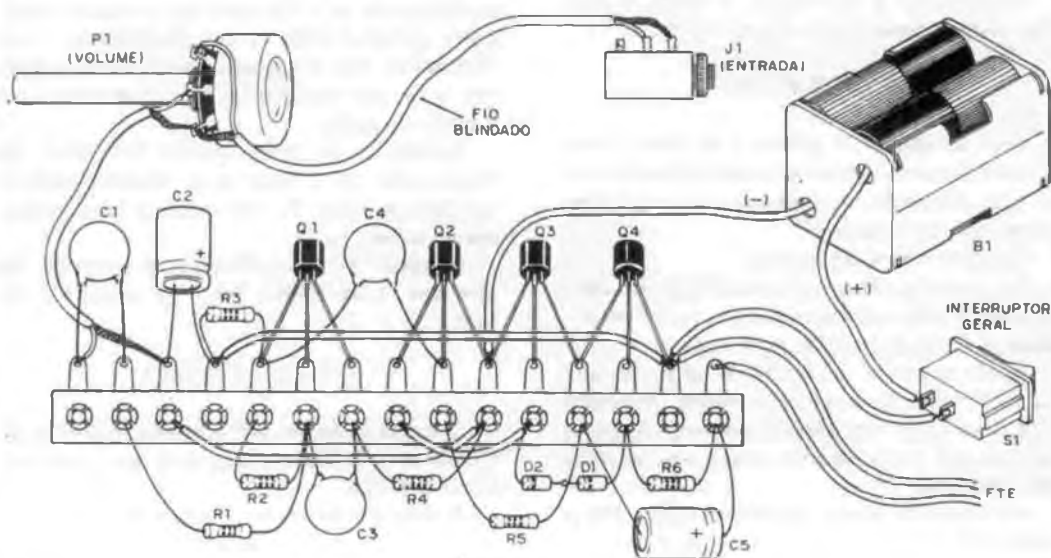 P.1
(VOLUME)
J1
(ENTRADA)
FIO
BLINDADO
C1
C2
+
C4
Q1
Q2
Q3
Q4
(-)
B1
(+)
R3
INTERRUPTOR
GERAL
S1
R2
R4
D2
D1
R6
R1
C3
R5
+
C5
FTE